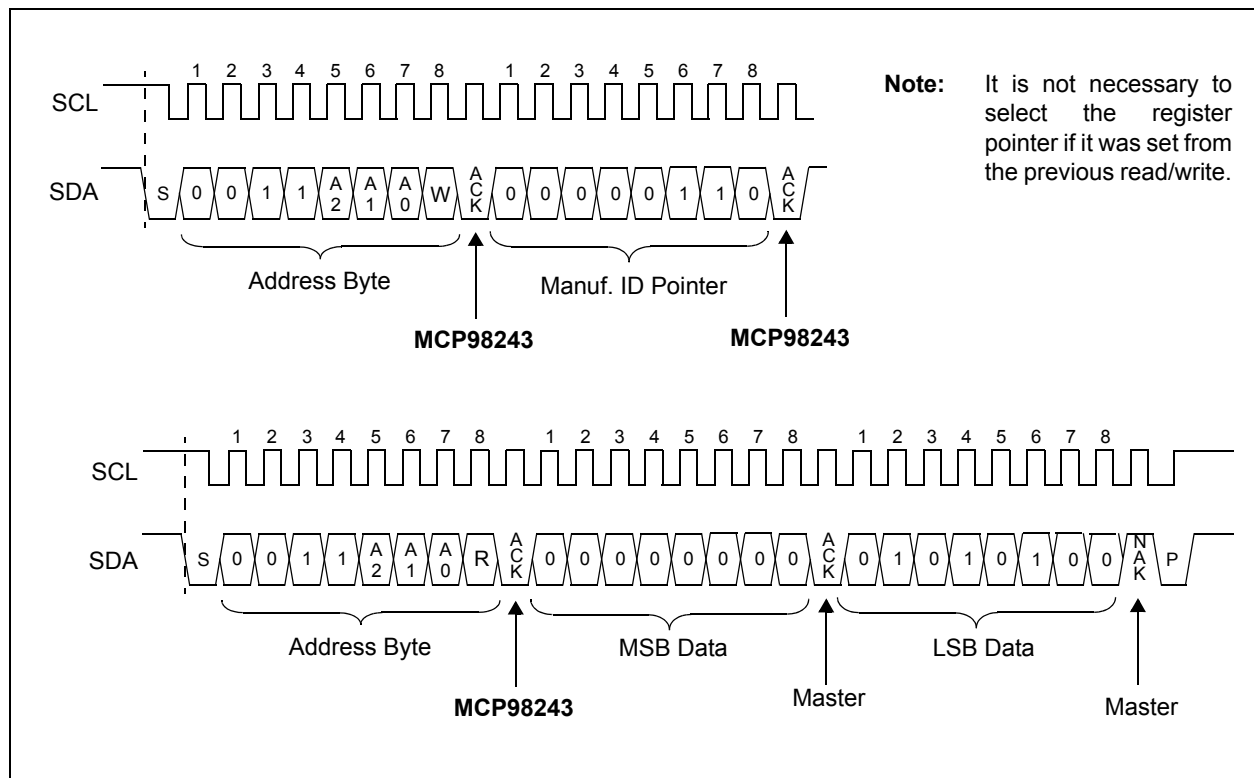 1 2 3 4 5 6 7 8 1 2 3 4 5 6 7 8
SCL
SDA
S 0 0 1 1 A2 A1 A0 W ACK 0 0 0 0 0 1 1 0 ACK
Address Byte
Manuf. ID Pointer
MCP98243
MCP98243
Note: It is not necessary to
select the register
pointer if it was set from
the previous read/write.
1 2 3 4 5 6 7 8 1 2 3 4 5 6 7 8 1 2 3 4 5 6 7 8
SCL
SDA
S 0 0 1 1 A2 A1 A0 R ACK 0 0 0 0 0 0 0 0 ACK 0 1 0 1 0 1 0 0 NAK P
Address Byte
MSB Data
LSB Data
MCP98243
Master
Master